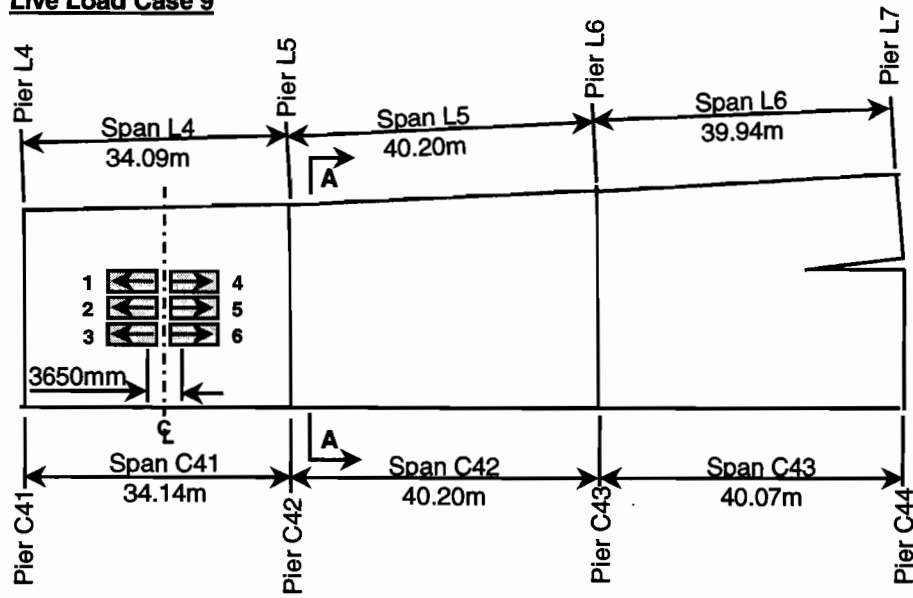 Live Load Case 9
Pier L4
Pier L5
Pier L6
Pier L7
Span L4
34.09m
Span L5
40.20m
Span L6
39.94m
A
1
2
3
4
5
6
3650mm
CL
A
Span C41
34.14m
Span C42
40.20m
Span C43
40.07m
Pier C41
Pier C42
Pier C43
Pier C44